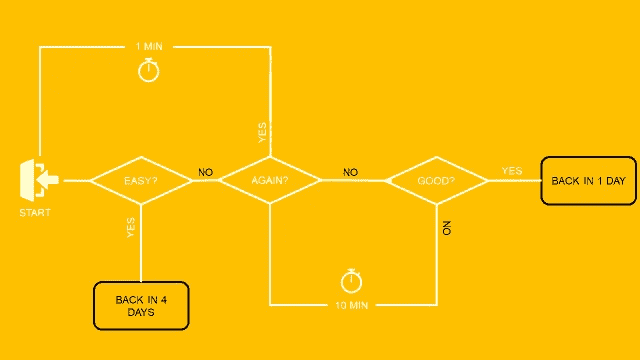 1 MIN
YES
EASY?
NO
AGAIN?
NO
GOOD?
YES
BACK IN 1 DAY
START
YES
NO
BACK IN 4
DAYS
10 MIN